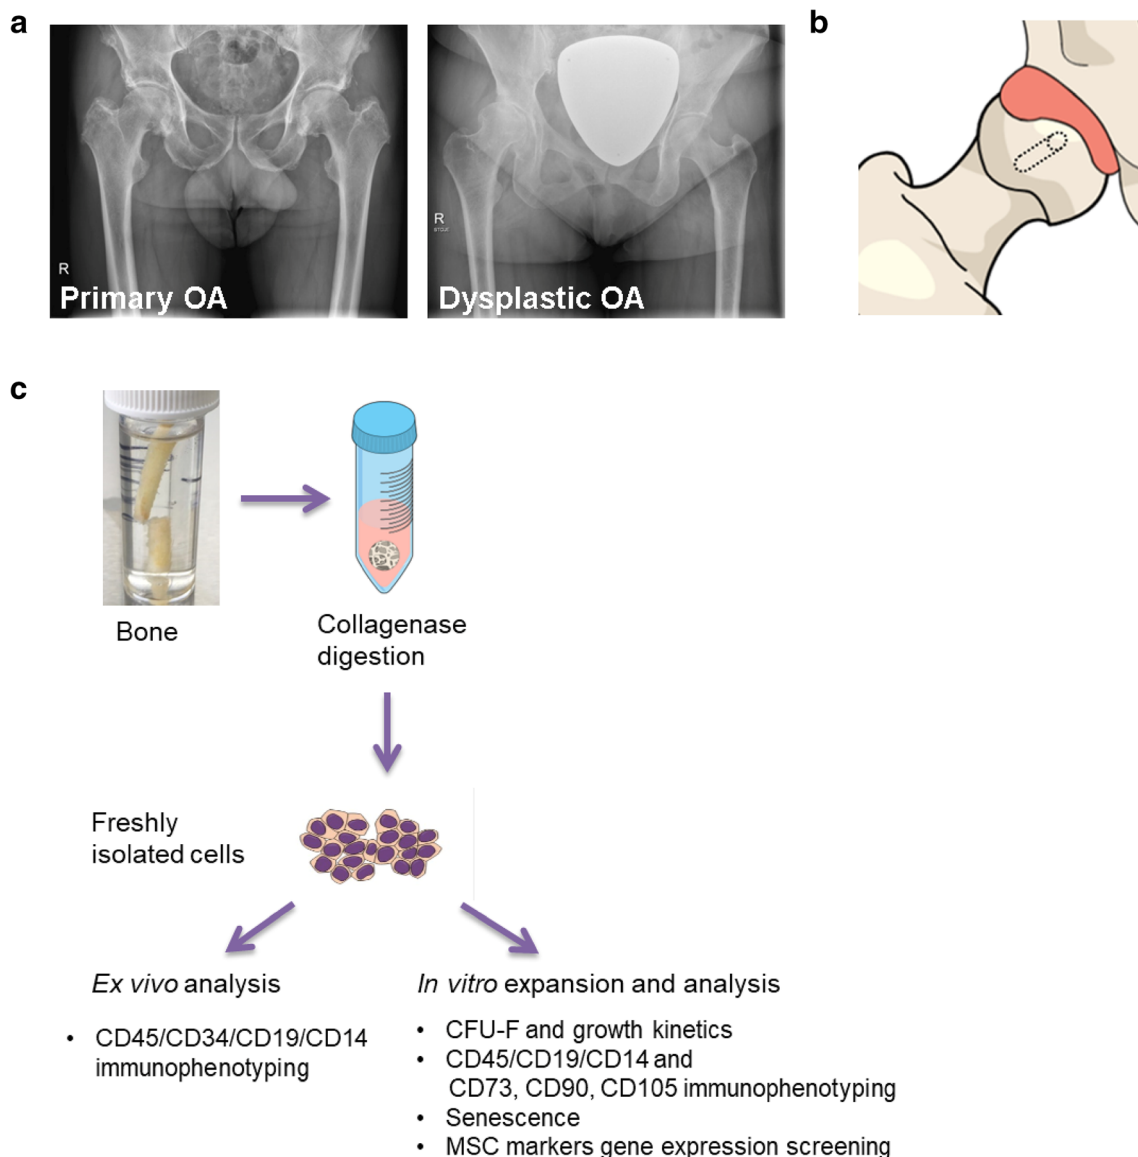 a
b
R
Primary OA
R
Dysplastic OA
c
Bone
Collagenase
digestion
Freshly
isolated cells
Ex vivo analysis
• CD45/CD34/CD19/CD14
immunophenotyping
In vitro expansion and analysis
• CFU-F and growth kinetics
• CD45/CD19/CD14 and
CD73, CD90, CD105 immunophenotyping
• Senescence
• MSC markers gene expression screening